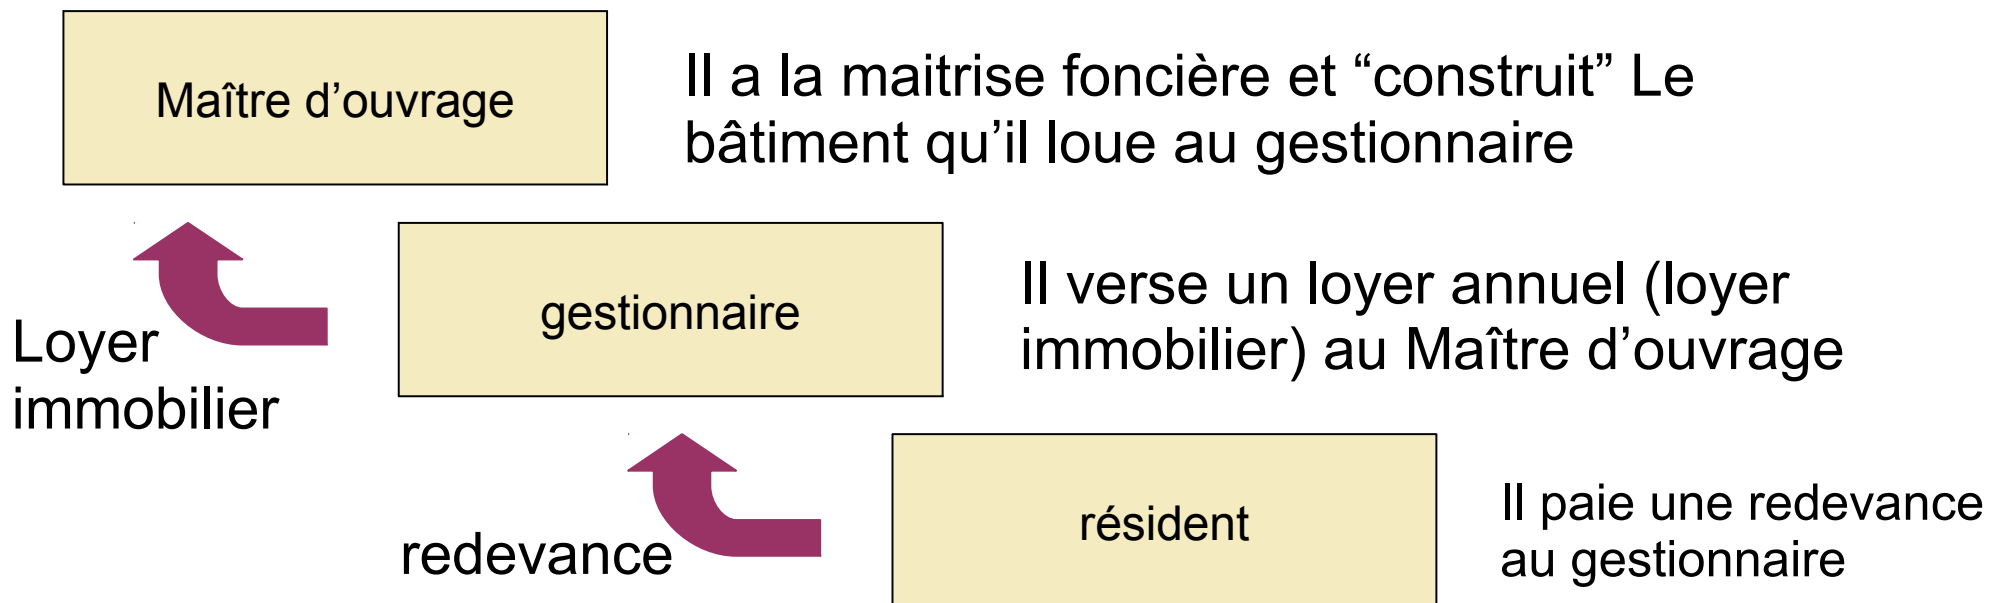 Maître d’ouvrage
Il a la maitrise foncière et “construit” Le
bâtiment qu’il loue au gestionnaire
Loyer
immobilier
gestionnaire
Il verse un loyer annuel (loyer
immobilier) au Maître d’ouvrage
redevance
résident
Il paie une redevance
au gestionnaire